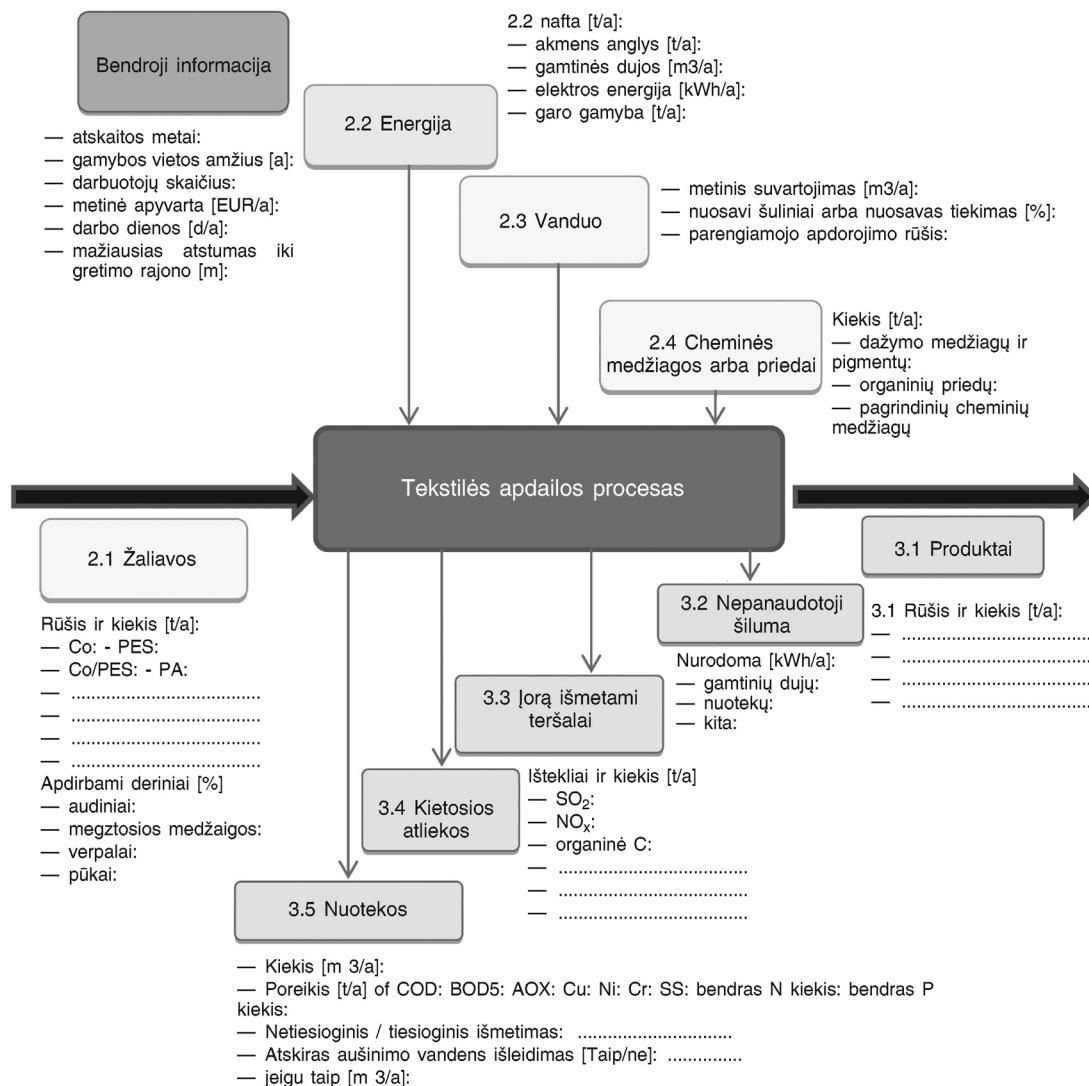 Bendroji informacija
— atskaitos metai:
— gamybos vietos amžius [a]:
— darbuotojų skaičius:
— metinė apyvarta [EUR/a]:
— darbo dienos [d/a]:
— mažiausias atstumas iki
gretimo rajono [m]:
2.2 Energija
2.2 nafta [t/a]:
— akmens anglys [t/a]:
— gamtinės dujos [m3/a]:
— elektros energija [kWh/a]:
— garo gamyba [t/a]:
2.3 Vanduo
— metinis suvartojimas [m3/a]:
— nuosavi šuliniai arba nuosavas tiekimas [%]:
— parengiamojo apdorojimo rūšis:
2.4 Cheminės
medžiagos arba priedai
Kiekis [t/a]:
— dažymo medžiagų ir
pigmentų:
— organinių priedų:
— pagrindinių cheminių
medžiagų
Tekstilės apdailos procesas
2.1 Žaliavos
Rūšis ir kiekis [t/a]:
— Co: - PES:
— Co/PES: - PA:
— ......................................
— ......................................
— ......................................
— ......................................
Apdirbami deriniai [%]
— audiniai:
— megztosios medžaigos:
— verpalai:
— pūkai:
3.1 Produktai
3.1 Rūšis ir kiekis [t/a]:
— ......................................
— ......................................
— ......................................
— ......................................
3.2 Nepanaudotoji
šiluma
Nurodoma [kWh/a]:
— gamtinių dujų:
— nuotekų:
— kita:
3.3 Įorą išmetami
teršalai
Ištekliai ir kiekis [t/a]
— SO₂:
— NOₓ:
— organinė C:
— ......................................
— ......................................
— ......................................
3.4 Kietosios
atliekos
3.5 Nuotekos
— Kiekis [m 3/a]:
— Poreikis [t/a] of COD: BOD5: AOX: Cu: Ni: Cr: SS: bendras N kiekis: bendras P
kiekis:
— Netiesioginis / tiesioginis išmetimas: ...............................
— Atskiras aušinimo vandens išleidimas [Taip/ne]: ...............
— jeigu taip [m 3/a]: